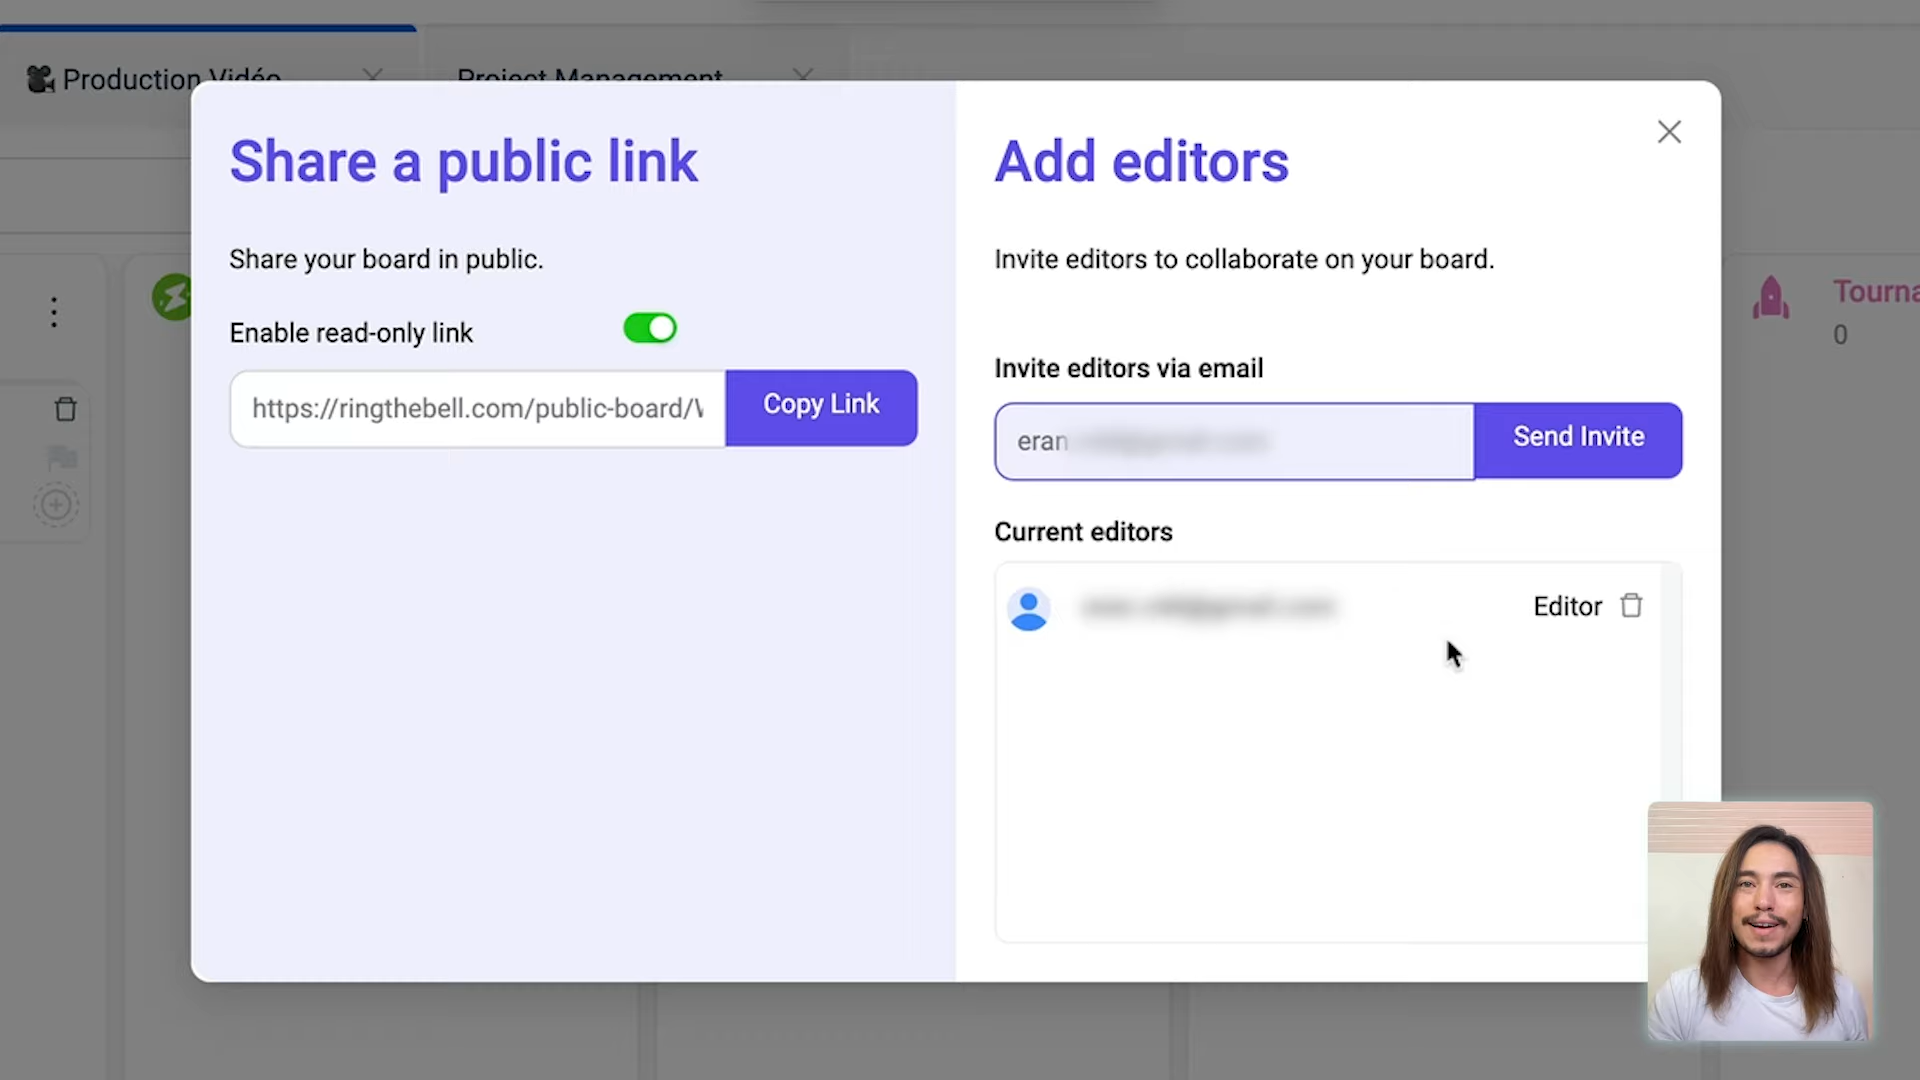 Production Vidéo
Project Management
Share a public link
Share your board in public.
Enable read-only link
https://ringthebell.com/public-board/
Copy Link
Add editors
Invite editors to collaborate on your board.
Invite editors via email
eran
Send Invite
Current editors
Editor
Tourna
0